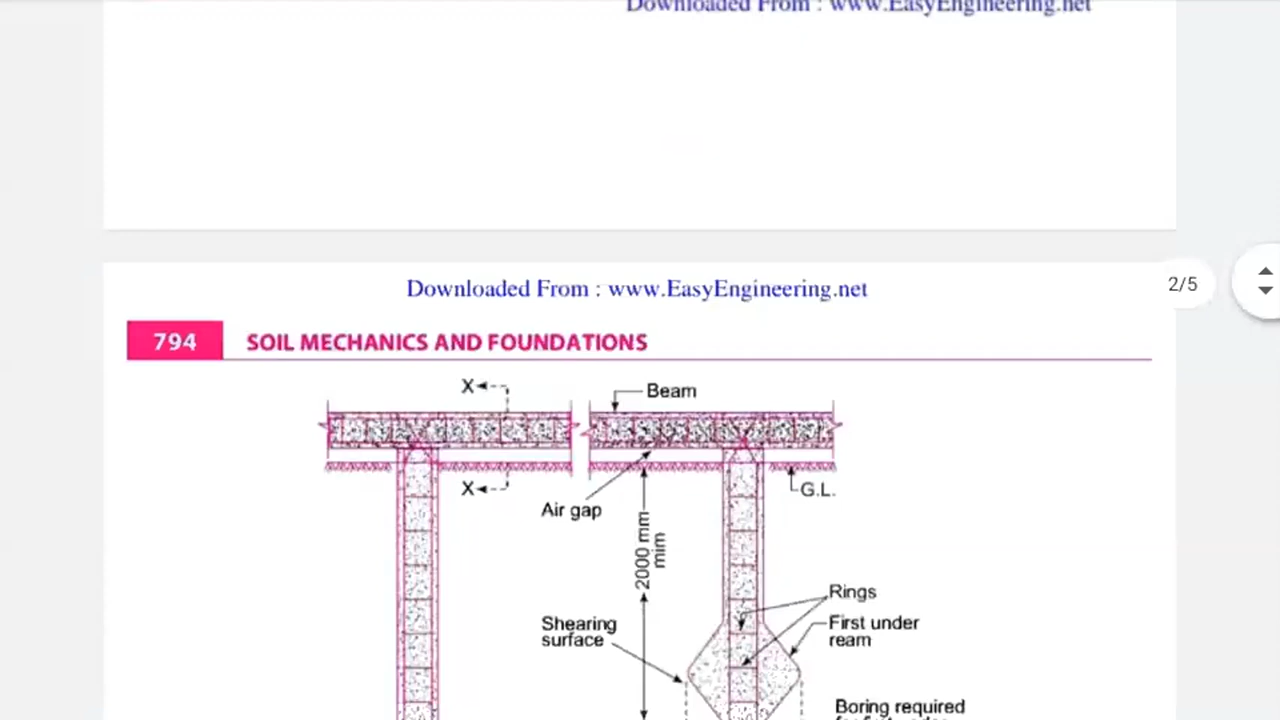 Downloaded From : www.EasyEngineering.net
2/5
Downloaded From : www.EasyEngineering.net
794 SOIL MECHANICS AND FOUNDATIONS
X
Beam
X
G.L.
Air gap
2000 mm
mim
Rings
Shearing
surface
First under
ream
Boring required